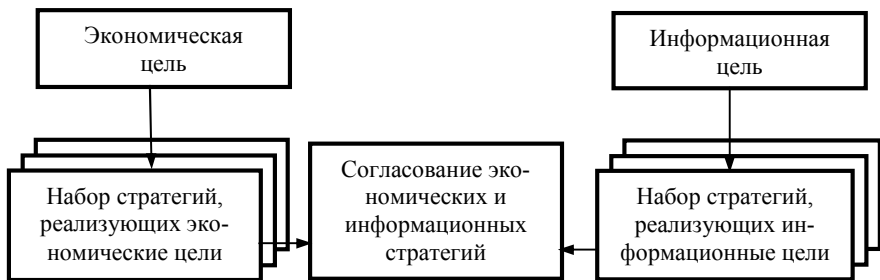 Экономическая
цель
Информационная
цель
Набор стратегий,
реализующих эко-
номические цели
Согласование эко-
номических и
информационных
стратегий
Набор стратегий,
реализующих ин-
формационные цели